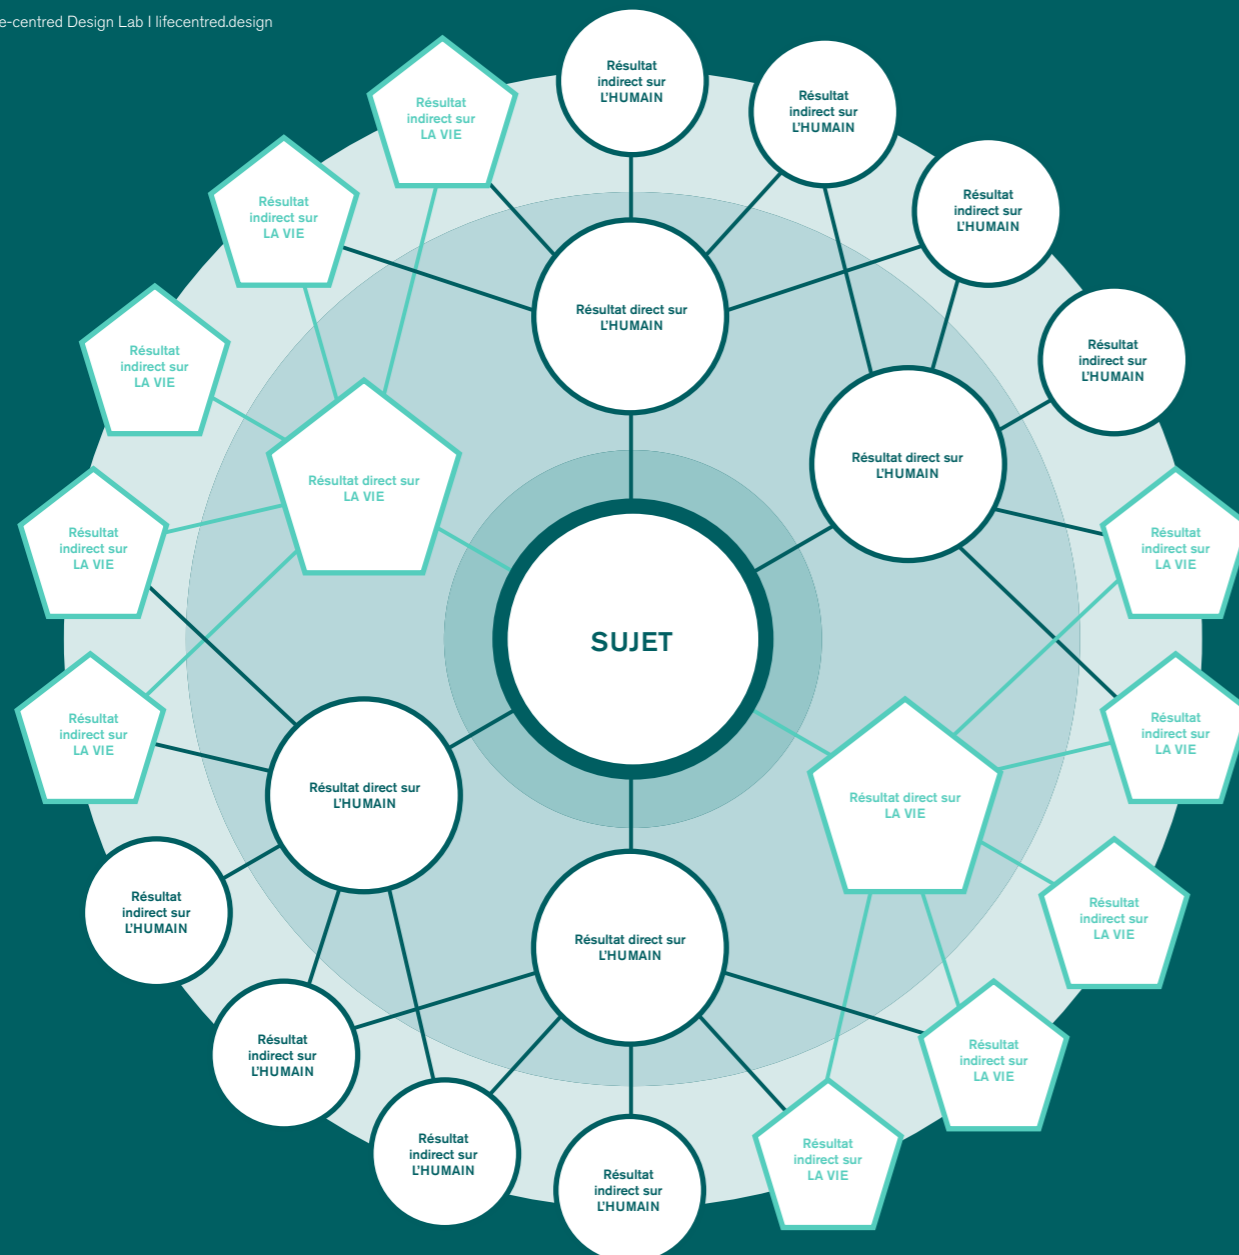 e-centred Design Lab I lifecentred.design
Résultat
indirect sur
L'HUMAIN
Résultat
indirect sur
L'HUMAIN
Résultat
indirect sur
LA VIE
Résultat
indirect sur
L'HUMAIN
Résultat
indirect sur
LA VIE
Résultat direct sur
L'HUMAIN
Résultat
indirect sur
L'HUMAIN
Résultat
indirect sur
LA VIE
Résultat direct sur
L'HUMAIN
Résultat direct sur
LA VIE
Résultat
indirect sur
LA VIE
Résultat
indirect sur
LA VIE
SUJET
Résultat
indirect sur
LA VIE
Résultat
indirect sur
LA VIE
Résultat direct sur
L'HUMAIN
Résultat direct sur
LA VIE
Résultat
indirect sur
L'HUMAIN
Résultat
indirect sur
LA VIE
Résultat direct sur
L'HUMAIN
Résultat
indirect sur
L'HUMAIN
Résultat
indirect sur
LA VIE
Résultat
indirect sur
L'HUMAIN
Résultat
indirect sur
LA VIE
Résultat
indirect sur
L'HUMAIN